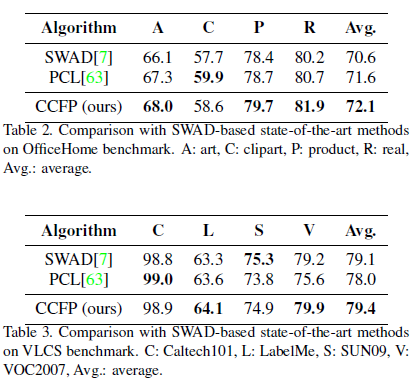 Algorithm A C P R Avg.
SWAD[7] 66.1 57.7 78.4 80.2 70.6
PCL[63] 67.3 59.9 78.7 80.7 71.6
CCFP (ours) 68.0 58.6 79.7 81.9 72.1
Table 2. Comparison with SWAD-based state-of-the-art methods
on OfficeHome benchmark. A: art, C: clipart, P: product, R: real,
Avg.: average.
Algorithm C L S V Avg.
SWAD[7] 98.8 63.3 75.3 79.2 79.1
PCL[63] 99.0 63.6 73.8 75.6 78.0
CCFP (ours) 98.9 64.1 74.9 79.9 79.4
Table 3. Comparison with SWAD-based state-of-the-art methods
on VLCS benchmark. C: Caltech101, L: LabelMe, S: SUN09, V:
VOC2007, Avg.: average.